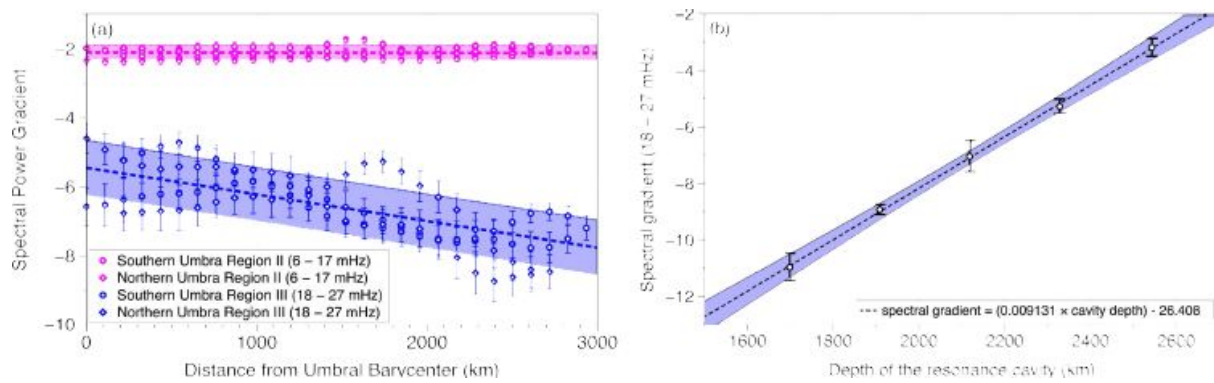 (a)
Spectral Power Gradient
−2
−4
−6
−8
−10
Southern Umbra Region II (6 – 17 mHz)
Northern Umbra Region II (6 – 17 mHz)
Southern Umbra Region III (18 – 27 mHz)
Northern Umbra Region III (18 – 27 mHz)
0
1000
2000
3000
Distance from Umbral Barycenter (km)
(b)
Spectral gradient (18 – 27 mHz)
−2
−4
−6
−8
−10
−12
spectral gradient = (0.009131 × cavity depth) - 26.408
1600
1800
2000
2200
2400
2600
Depth of the resonance cavity (km)